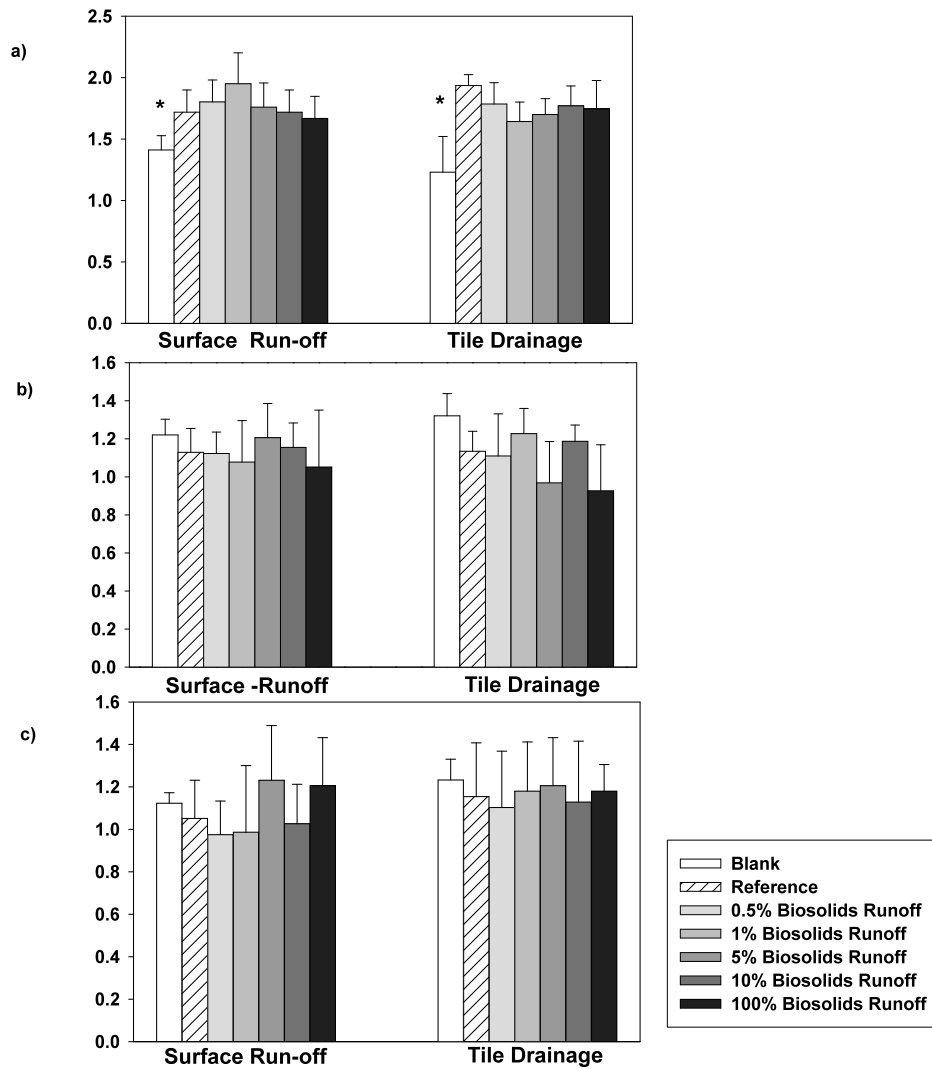 a)
2.5
2.0
1.5
1.0
0.5
0.0
*
*
Surface Run-off
Tile Drainage
b)
1.6
1.4
1.2
1.0
0.8
0.6
0.4
0.2
0.0
Surface -Runoff
Tile Drainage
c)
1.6
1.4
1.2
1.0
0.8
0.6
0.4
0.2
0.0
Surface Run-off
Tile Drainage
Blank
Reference
0.5% Biosolids Runoff
1% Biosolids Runoff
5% Biosolids Runoff
10% Biosolids Runoff
100% Biosolids Runoff